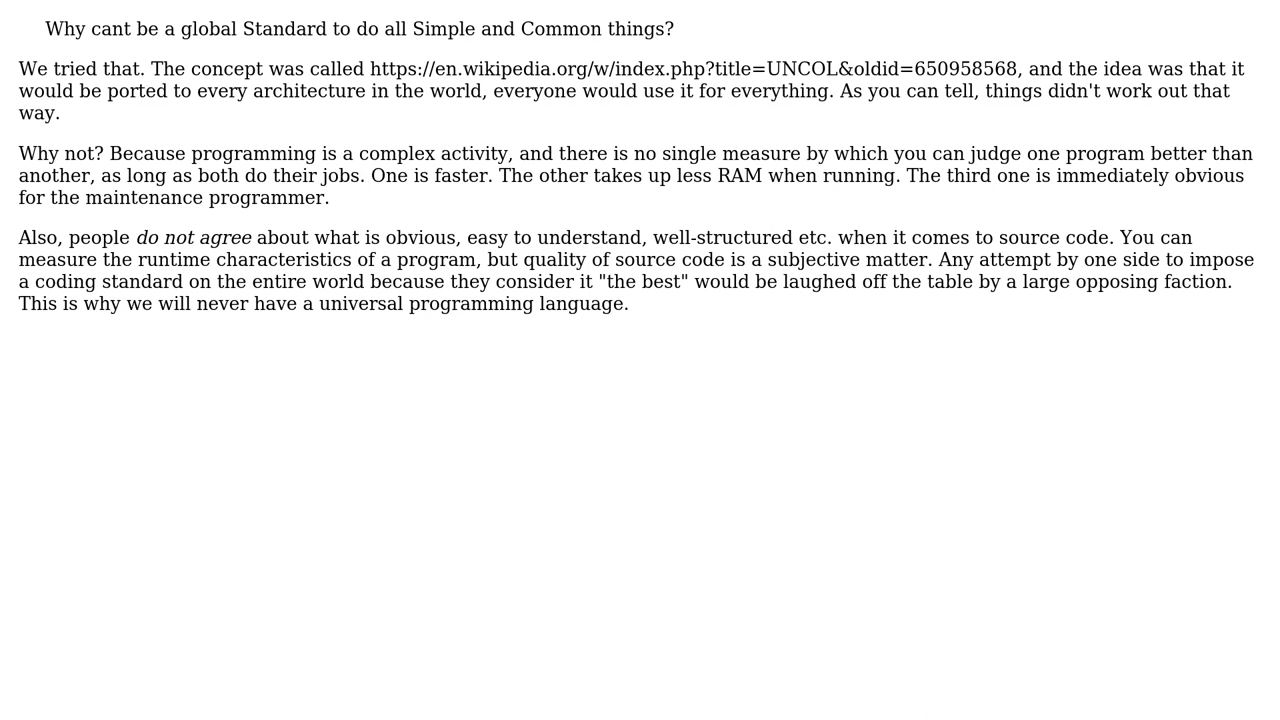 Why cant be a global Standard to do all Simple and Common things?
We tried that. The concept was called https://en.wikipedia.org/w/index.php?title=UNCOL&oldid=650958568, and the idea was that it
would be ported to every architecture in the world, everyone would use it for everything. As you can tell, things didn't work out that
way.
Why not? Because programming is a complex activity, and there is no single measure by which you can judge one program better than
another, as long as both do their jobs. One is faster. The other takes up less RAM when running. The third one is immediately obvious
for the maintenance programmer.
Also, people do not agree about what is obvious, easy to understand, well-structured etc. when it comes to source code. You can
measure the runtime characteristics of a program, but quality of source code is a subjective matter. Any attempt by one side to impose
a coding standard on the entire world because they consider it "the best" would be laughed off the table by a large opposing faction.
This is why we will never have a universal programming language.